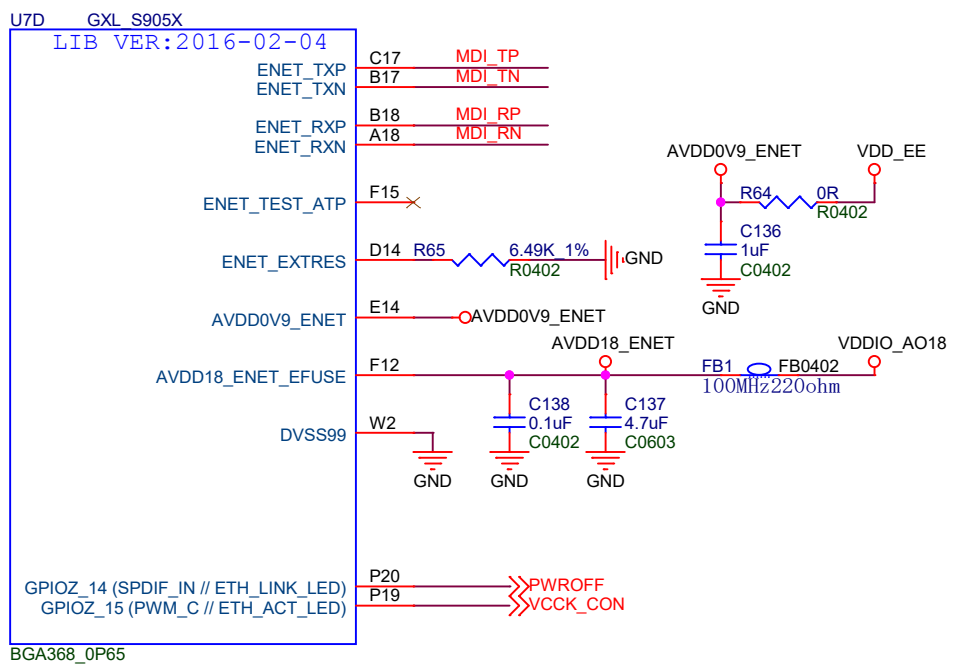 U7D GXL_S905X
LIB VER:2016-02-04
ENET_TXP C17 MDI_TP
ENET_TXN B17 MDI_TN
ENET_RXP B18 MDI_RP
ENET_RXN A18 MDI_RN
AVDD0V9_ENET VDD_EE
ENET_TEST_ATP F15
R64 0R
R0402
C136
1uF
C0402
GND
ENET_EXTRES D14 R65 6.49K_1% GND
R0402
AVDD0V9_ENET E14 AVDD0V9_ENET
AVDD18_ENET VDDIO_AO18
AVDD18_ENET_EFUSE F12 FB1 FB0402
100MHz220ohm
C138
0.1uF
C0402
C137
4.7uF
C0603
DVSS99 W2
GND GND GND
GPIOZ_14 (SPDIF_IN // ETH_LINK_LED) P20 PWROFF
GPIOZ_15 (PWM_C // ETH_ACT_LED) P19 VCCK_CON
BGA368_0P65